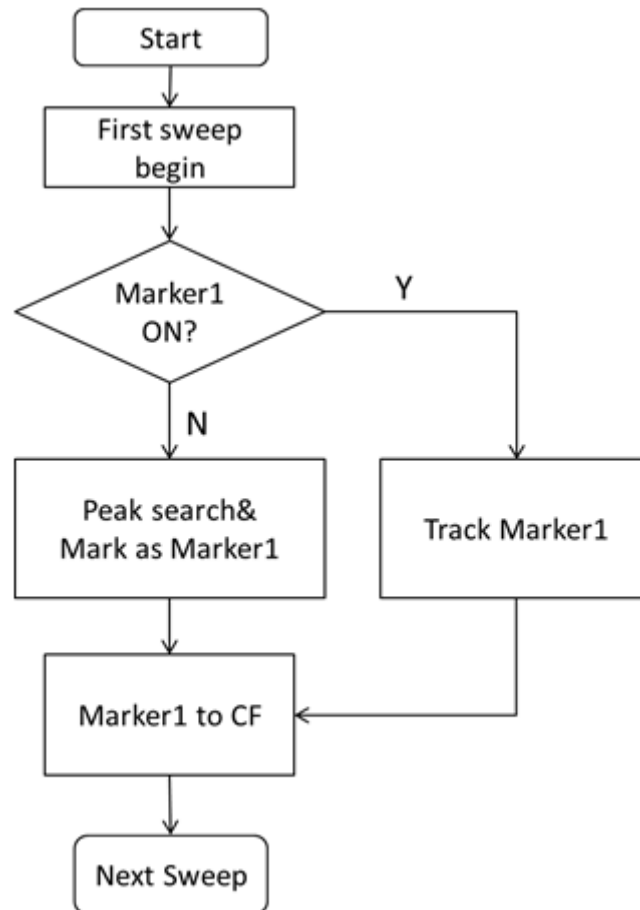 Start
First sweep
begin
Marker1
ON?
Y
N
Peak search&
Mark as Marker1
Track Marker1
Marker1 to CF
Next Sweep